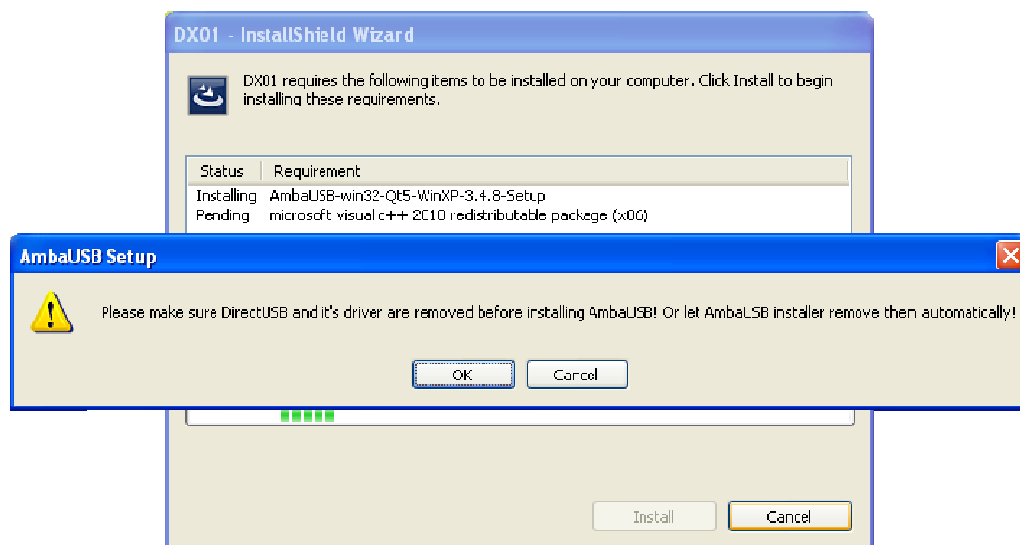 DX01 - InstallShield Wizard
DX01 requires the following items to be installed on your computer. Click Install to begin
installing these requirements.
Status Requirement
Installing AmbaUSB-win32-Qt5-WinXP-3.4.8-Setup
Pending microsoft visual c++ 2010 redistributable package (x86)
AmbaUSB Setup
Please make sure DirectUSB and it's driver are removed before installing AmbaUSB! Or let AmbaUSB installer remove them automatically!
OK Cancel
Install Cancel